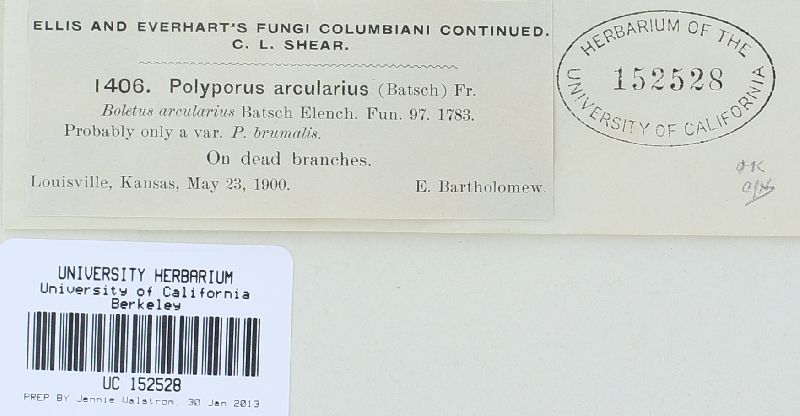 ELLIS AND EVERHART'S FUNGI COLUMBIANI CONTINUED.
C. L. SHEAR.
1406. Polyporus arcularius (Batsch) Fr.
Boletus arcularius Batsch Elench. Fun. 97. 1783.
Probably only a var. P. brumalis.
On dead branches.
Louisville, Kansas, May 23, 1900. E. Bartholomew.
HERBARIUM OF THE
152528
UNIVERSITY OF CALIFORNIA
OK
UNIVERSITY HERBARIUM
University of California
Berkeley
UC 152528
PREP BY Jennie Walstrom, 30 Jan 2013